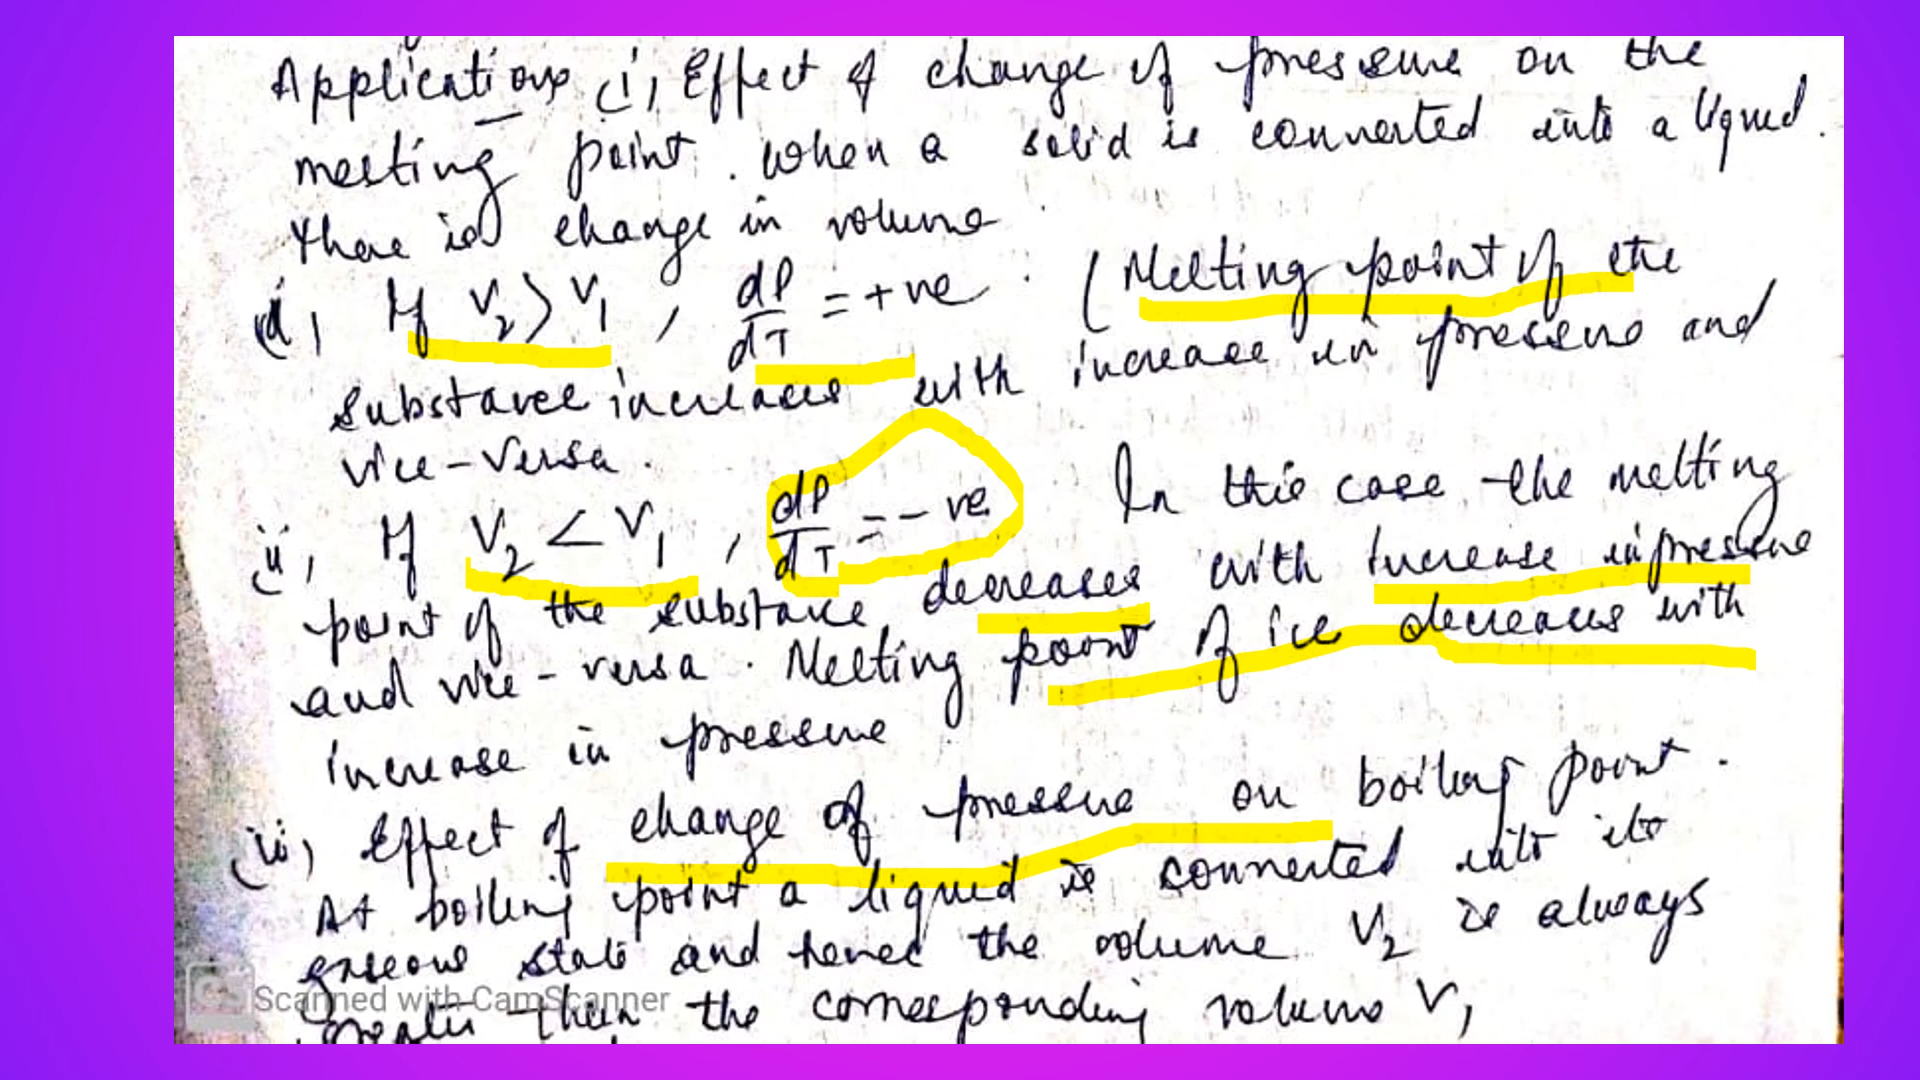 Applications (i) Effect of change of pressure on the
melting point. when a solid is converted into a liquid.
there is change in volume
(i) If V₂ > V₁, dP/dT = +ve. (Melting point of the
substance increases with increase in pressure and
vice-versa.
(ii) If V₂ < V₁, dP/dT = -ve In this case the melting
point of the substance decreases with increase in pressure
and vice-versa. Melting point of ice decreases with
increase in pressure
(ii) Effect of change of pressure on boiling point.
At boiling point a liquid is converted into its
gaseous state and hence the volume V₂ is always
greater then the corresponding volume V₁
Scanned with CamScanner